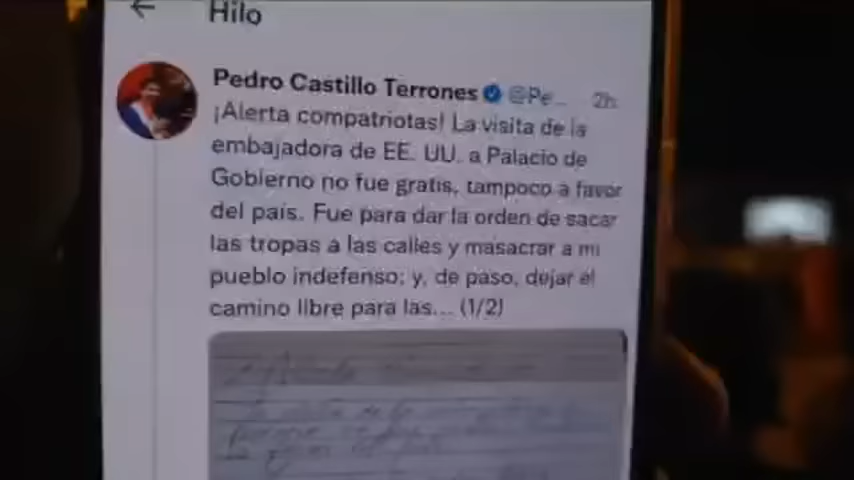 Hilo
Pedro Castillo Terrones @Pe... 2h
¡Alerta compatriotas! La visita de la
embajadora de EE. UU. a Palacio de
Gobierno no fue gratis, tampoco a favor
del país. Fue para dar la orden de sacar
las tropas a las calles y masacrar a mi
pueblo indefenso; y, de paso, dejar el
camino libre para las... (1/2)